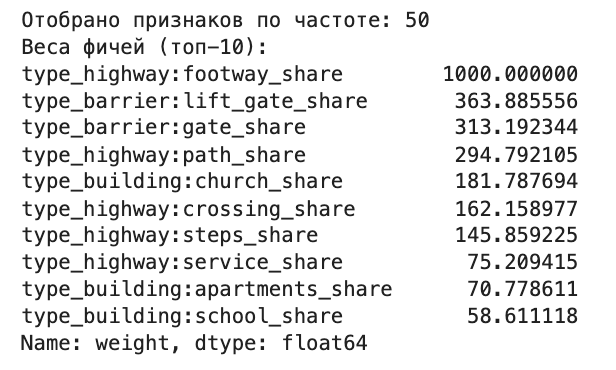 Отобрано признаков по частоте: 50
Веса фичей (топ-10):
type_highway:footway_share 1000.000000
type_barrier:lift_gate_share 363.885556
type_barrier:gate_share 313.192344
type_highway:path_share 294.792105
type_building:church_share 181.787694
type_highway:crossing_share 162.158977
type_highway:steps_share 145.859225
type_highway:service_share 75.209415
type_building:apartments_share 70.778611
type_building:school_share 58.611118
Name: weight, dtype: float64